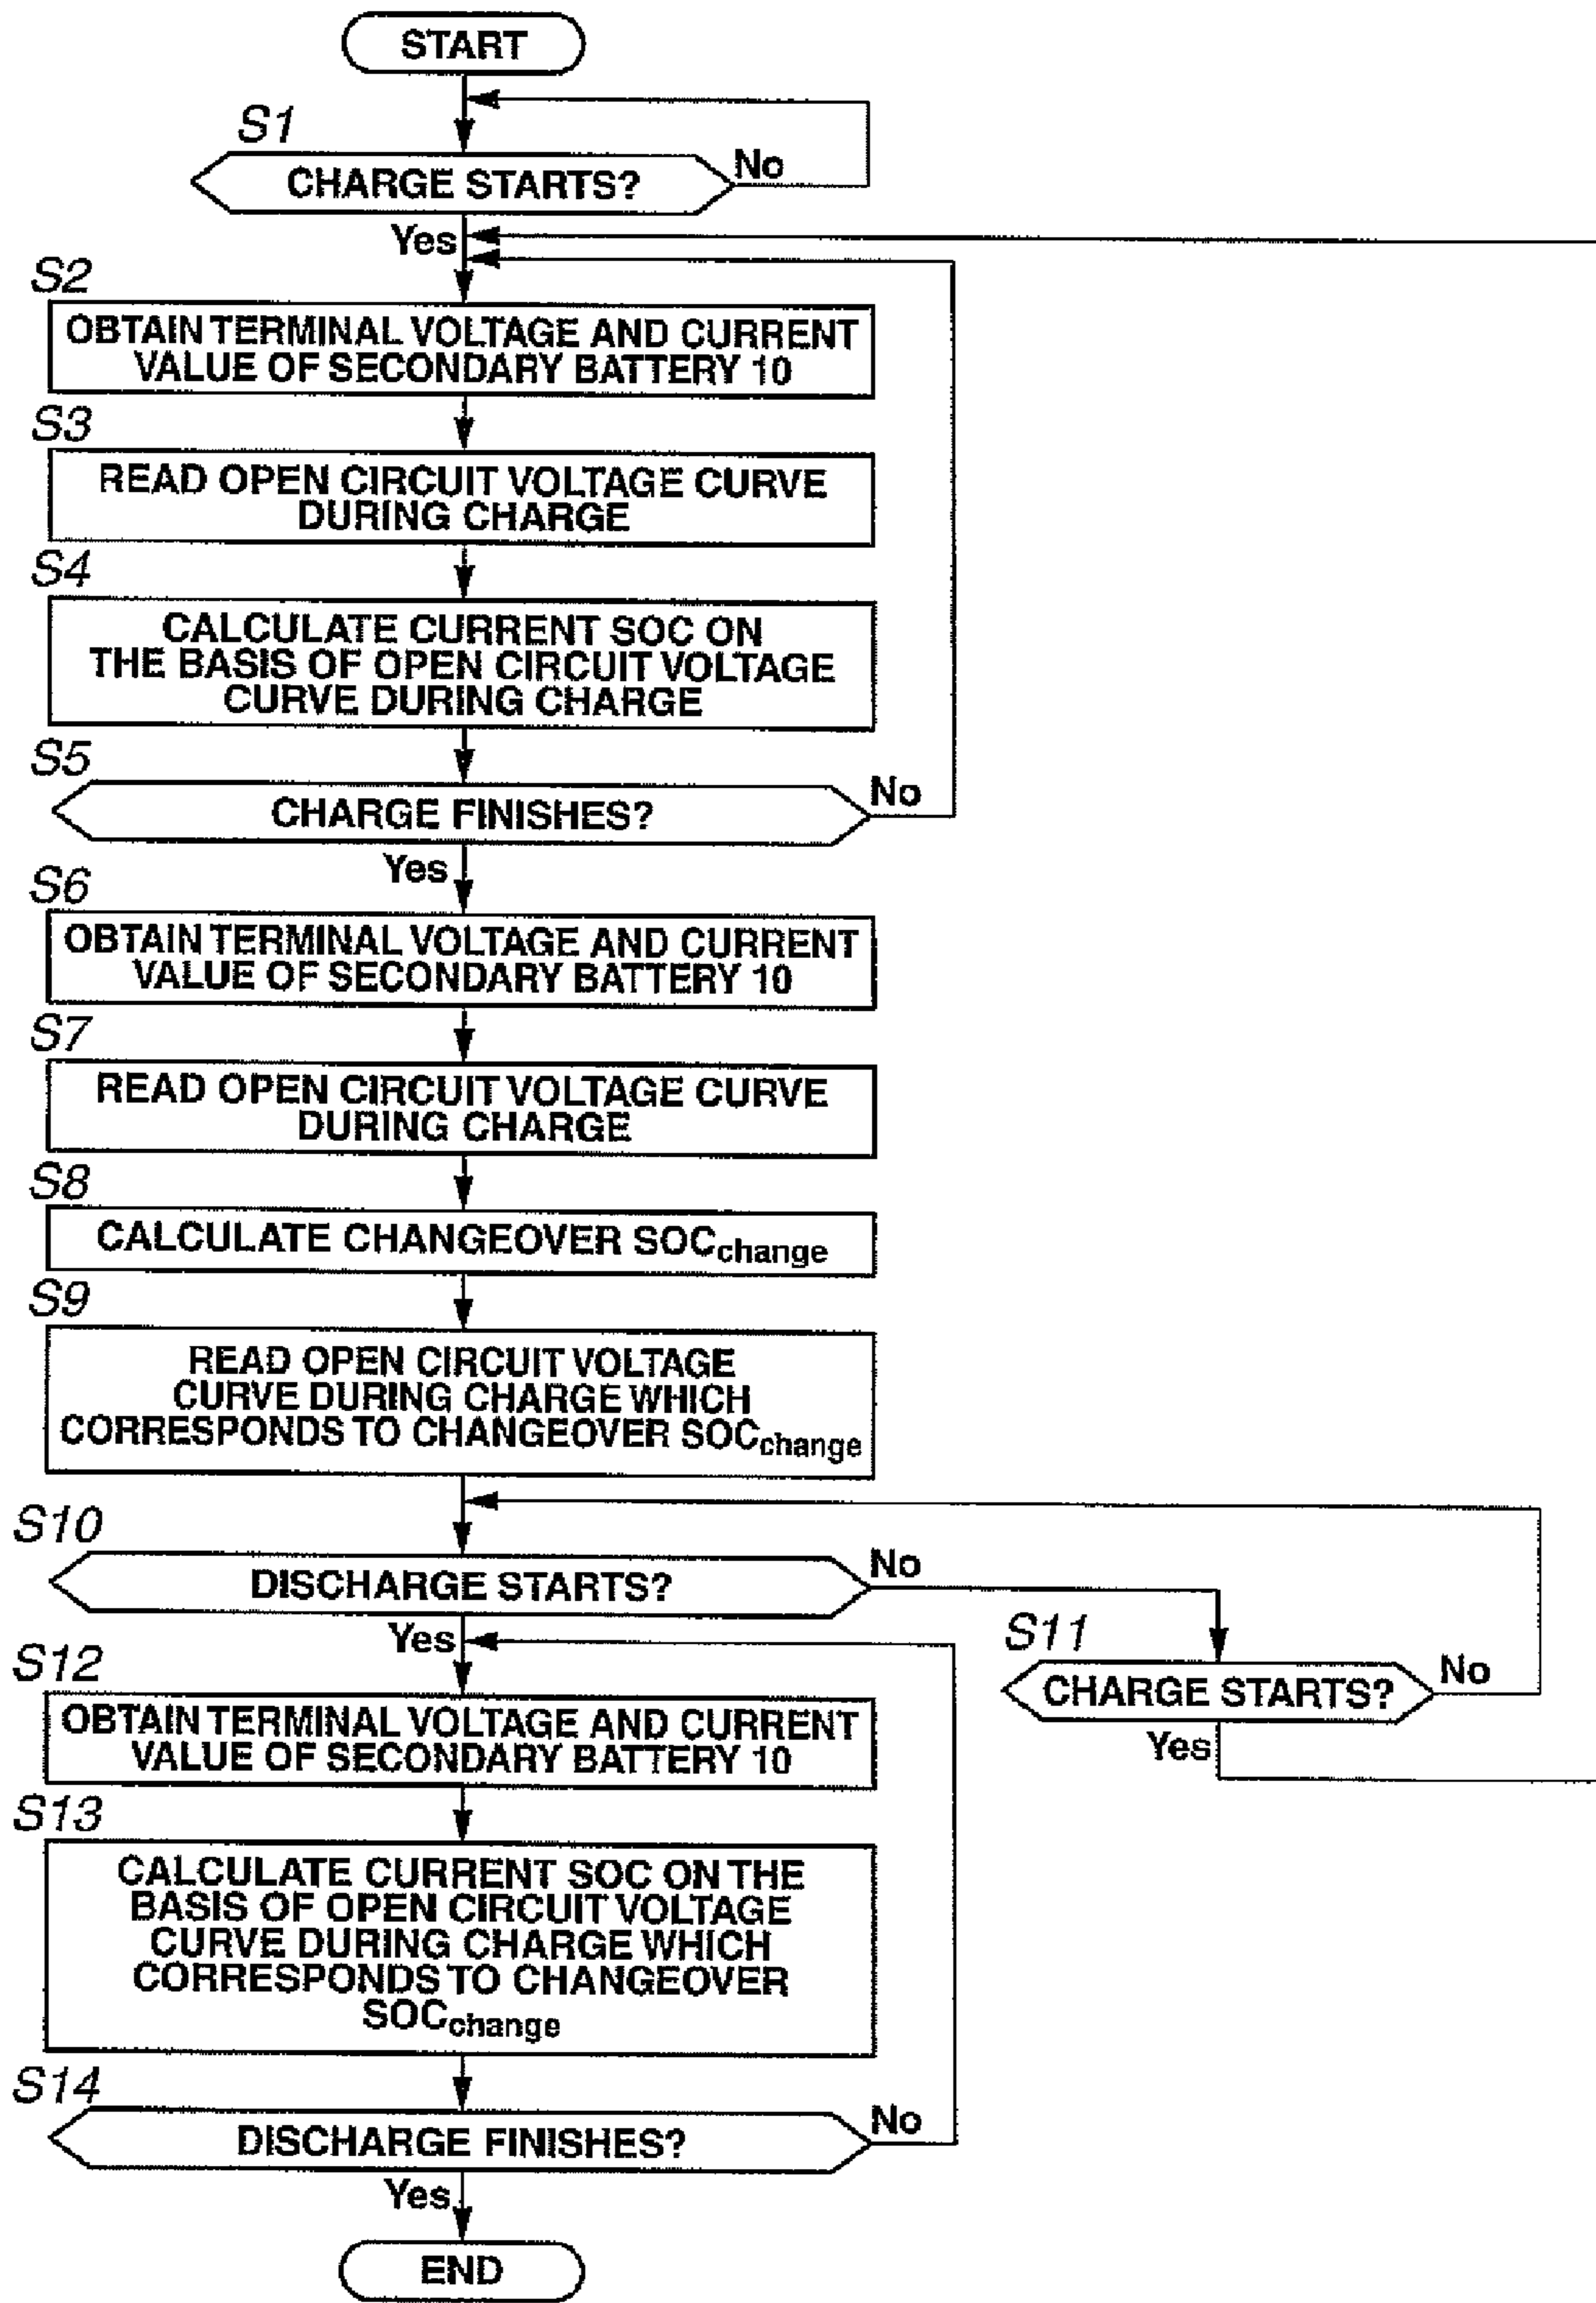 START
S1
CHARGE STARTS?
No
Yes
S2
OBTAIN TERMINAL VOLTAGE AND CURRENT
VALUE OF SECONDARY BATTERY 10
S3
READ OPEN CIRCUIT VOLTAGE CURVE
DURING CHARGE
S4
CALCULATE CURRENT SOC ON
THE BASIS OF OPEN CIRCUIT VOLTAGE
CURVE DURING CHARGE
S5
CHARGE FINISHES?
No
Yes
S6
OBTAIN TERMINAL VOLTAGE AND CURRENT
VALUE OF SECONDARY BATTERY 10
S7
READ OPEN CIRCUIT VOLTAGE CURVE
DURING CHARGE
S8
CALCULATE CHANGEOVER SOCchange
S9
READ OPEN CIRCUIT VOLTAGE
CURVE DURING CHARGE WHICH
CORRESPONDS TO CHANGEOVER SOCchange
S10
DISCHARGE STARTS?
No
Yes
S11
CHARGE STARTS?
No
Yes
S12
OBTAIN TERMINAL VOLTAGE AND CURRENT
VALUE OF SECONDARY BATTERY 10
S13
CALCULATE CURRENT SOC ON THE
BASIS OF OPEN CIRCUIT VOLTAGE
CURVE DURING CHARGE WHICH
CORRESPONDS TO CHANGEOVER
SOCchange
S14
DISCHARGE FINISHES?
No
Yes
END